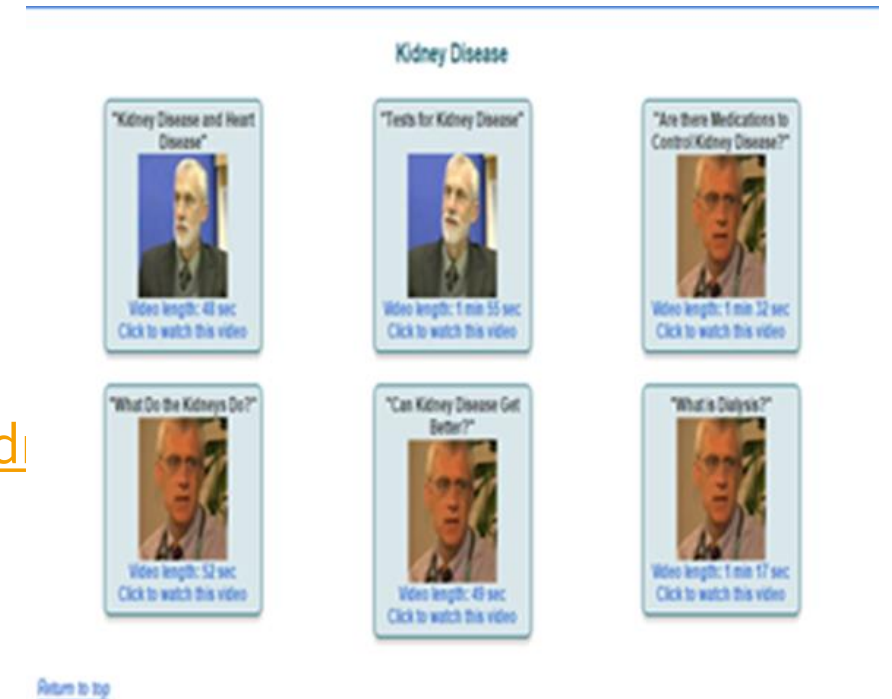 Kidney Disease
"Kidney Disease and Heart
Disease"
Video length: 48 sec
Click to watch this video
"Tests for Kidney Disease"
Video length: 1 min 55 sec
Click to watch this video
"Are there Medications to
Control Kidney Disease?"
Video length: 1 min 32 sec
Click to watch this video
"What Do the Kidneys Do?"
Video length: 52 sec
Click to watch this video
"Can Kidney Disease Get
Better?"
Video length: 49 sec
Click to watch this video
"What is Dialysis?"
Video length: 1 min 17 sec
Click to watch this video
Return to top